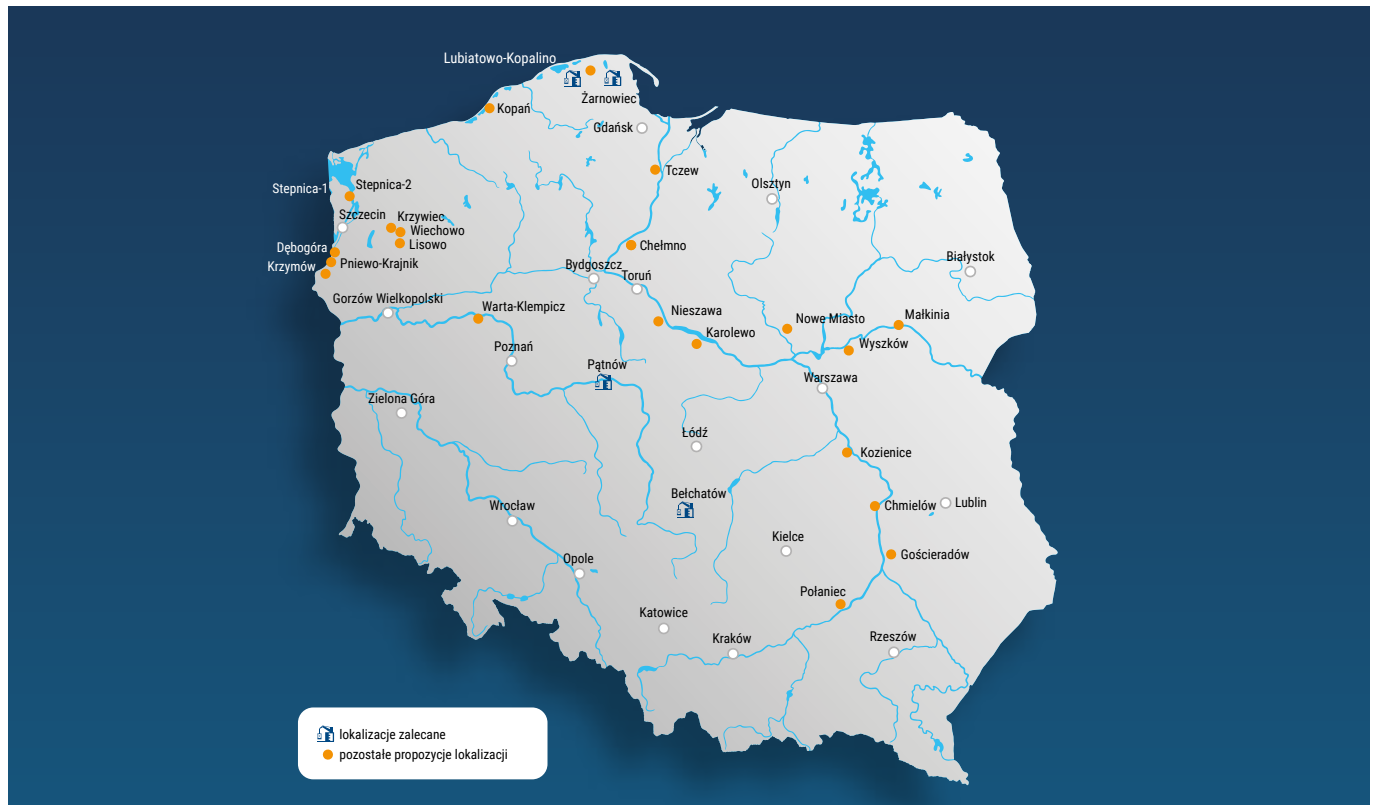 Lubiatowo-Kopalino
Żarnowiec
Kopań
Gdańsk
Tczew
Stepnica-1
Stepnica-2
Olsztyn
Szczecin
Krzywiec
Wiechowo
Lisowo
Chełmno
Dębogóra
Pniewo-Krajnik
Krzymów
Białystok
Bydgoszcz
Toruń
Gorzów Wielkopolski
Warta-Klempicz
Nieszawa
Karolewo
Nowe Miasto
Małkinia
Wyszków
Poznań
Pątnów
Warszawa
Zielona Góra
Łódź
Kozienice
Bełchatów
Wrocław
Chmielów
Lublin
Kielce
Gościeradów
Opole
Połaniec
Katowice
Kraków
Rzeszów
lokalizacje zalecane
pozostałe propozycje lokalizacji